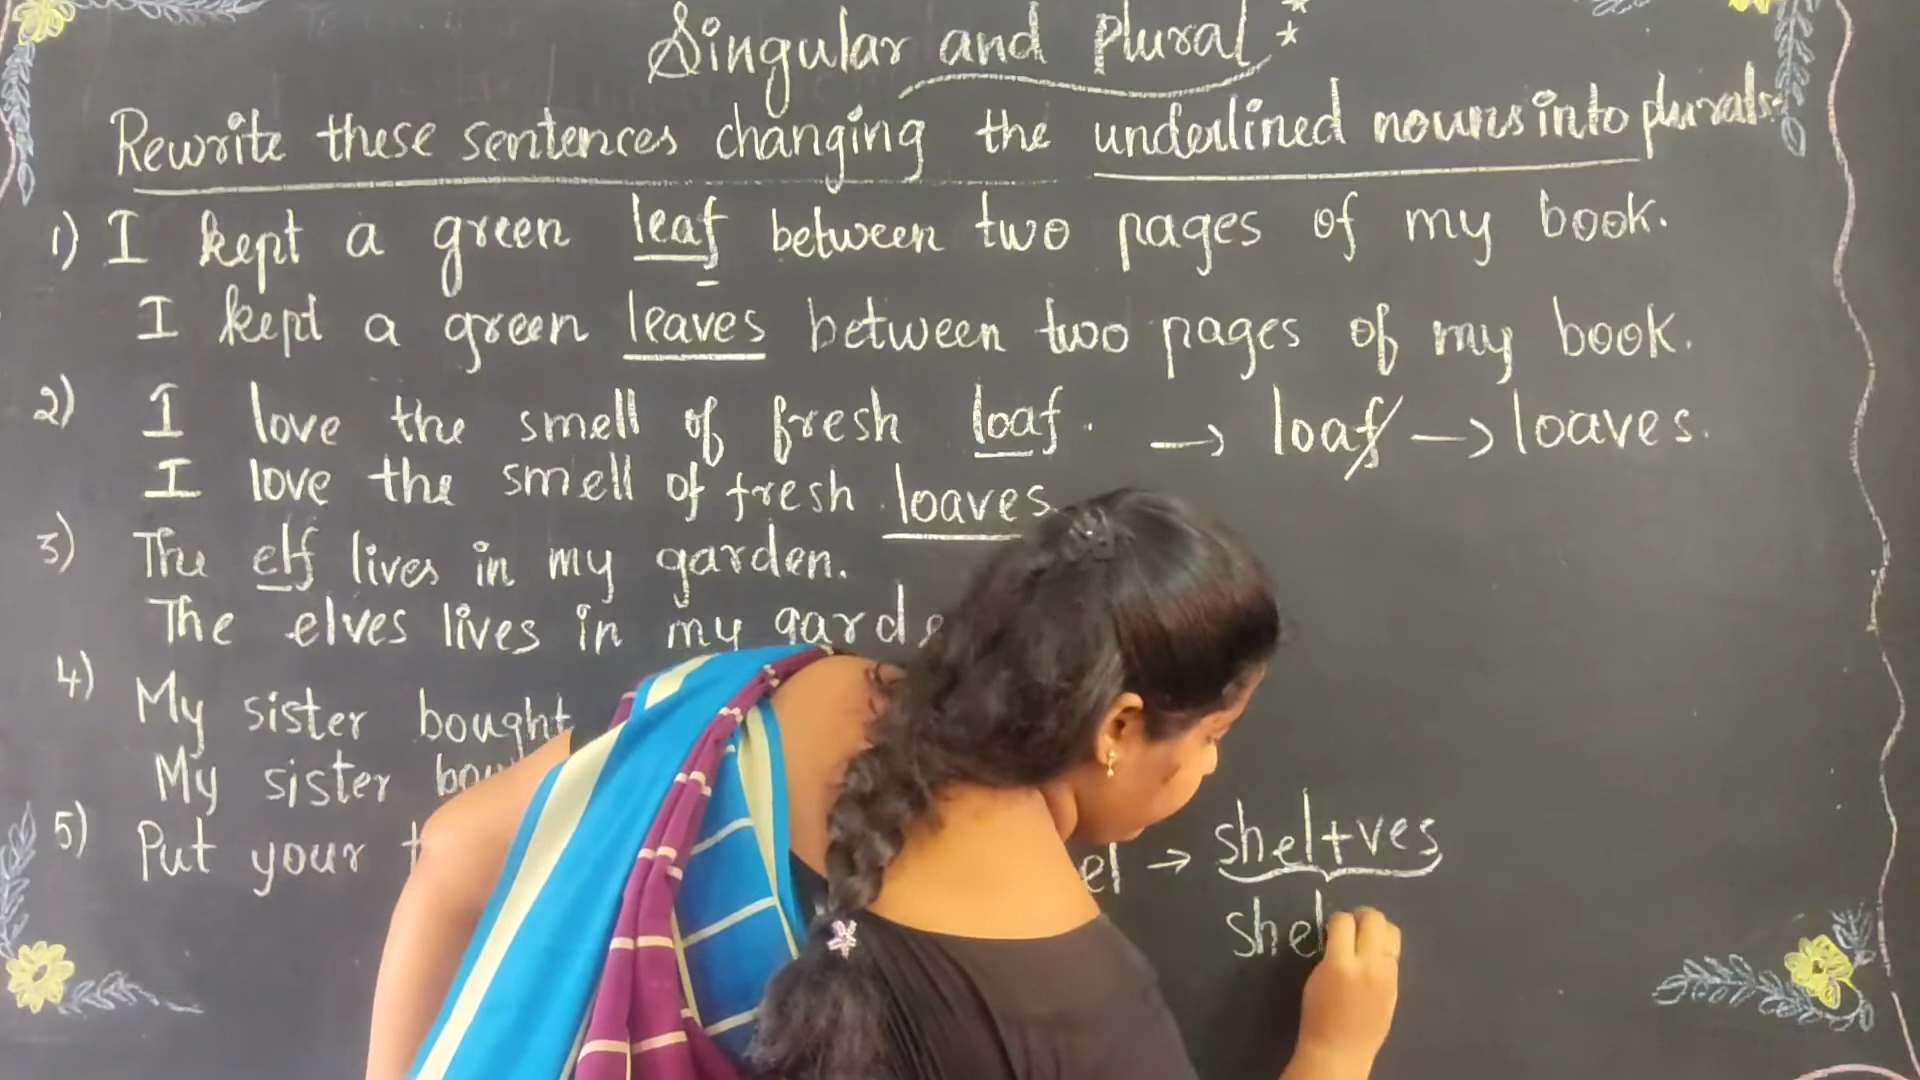 Singular and Plural
Rewrite these sentences changing the underlined nouns into plurals.
1) I kept a green leaf between two pages of my book.
I kept a green leaves between two pages of my book.
2) I love the smell of fresh loaf. → loaf → loaves.
I love the smell of fresh loaves
3) The elf lives in my garden.
The elves lives in my garde
4) My sister bought
My sister bou
5) Put your t
el → shel+ves
shel